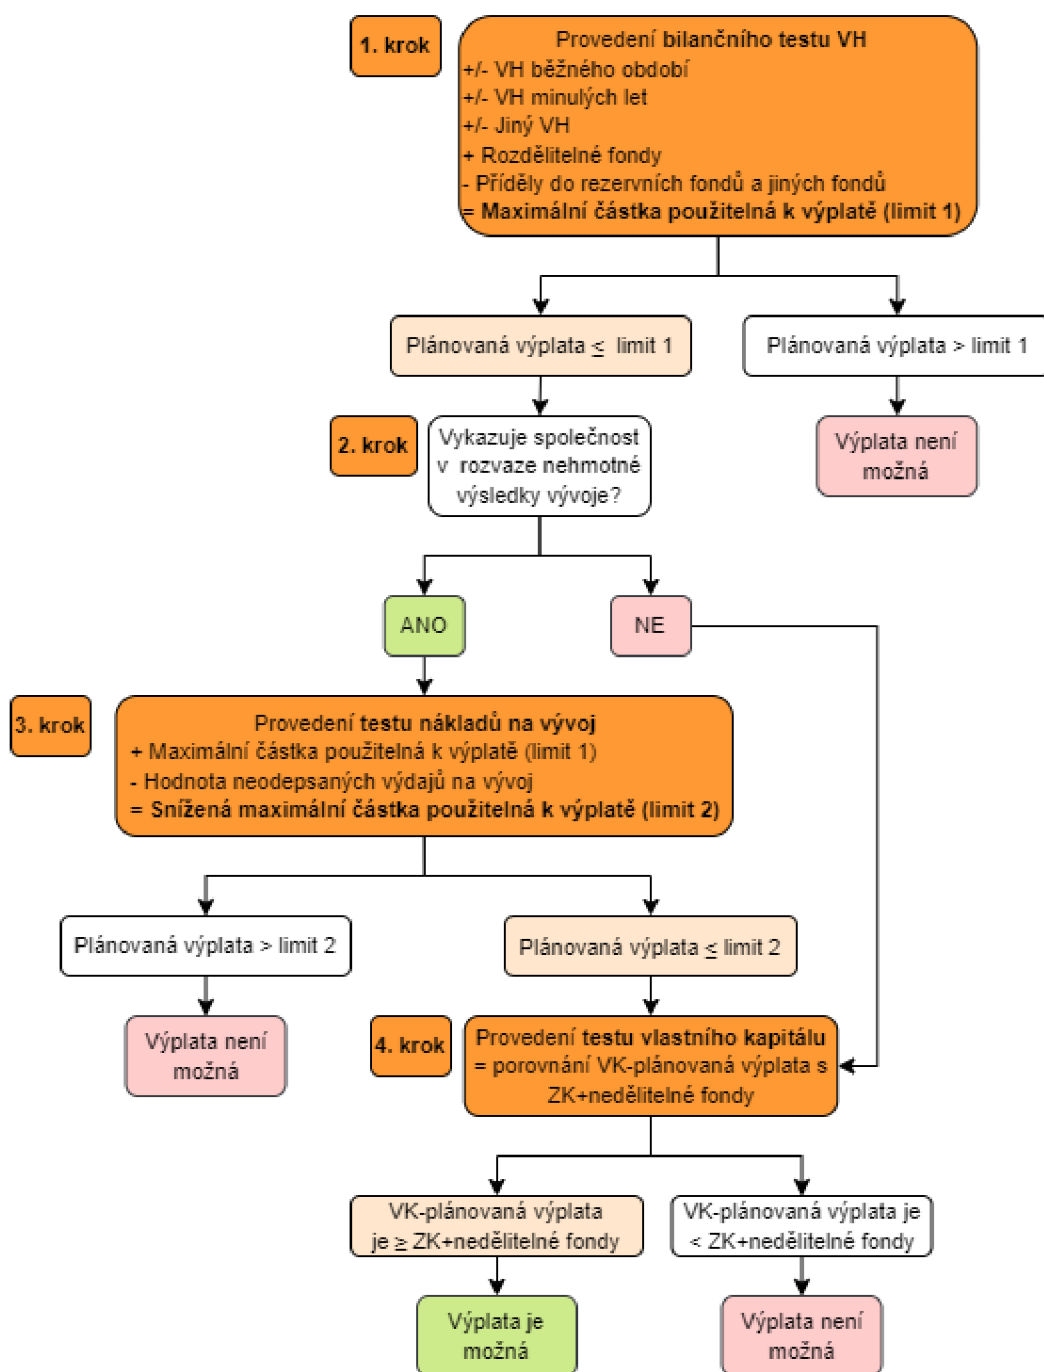 1. krok
Provedení bilančního testu VH
+/- VH běžného období
+/- VH minulých let
+/- Jiný VH
+ Rozdělitelné fondy
- Příděly do rezervních fondů a jiných fondů
= Maximální částka použitelná k výplatě (limit 1)
Plánovaná výplata ≤ limit 1
Plánovaná výplata > limit 1
2. krok
Vykazuje společnost
v rozvaze nehmotné
výsledky vývoje?
Výplata není
možná
ANO
NE
3. krok
Provedení testu nákladů na vývoj
+ Maximální částka použitelná k výplatě (limit 1)
- Hodnota neodepsaných výdajů na vývoj
= Snížená maximální částka použitelná k výplatě (limit 2)
Plánovaná výplata > limit 2
Plánovaná výplata ≤ limit 2
Výplata není
možná
4. krok
Provedení testu vlastního kapitálu
= porovnání VK-plánovaná výplata s
ZK+nedělitelné fondy
VK-plánovaná výplata
je ≥ ZK+nedělitelné fondy
VK-plánovaná výplata je
< ZK+nedělitelné fondy
Výplata je
možná
Výplata není
možná